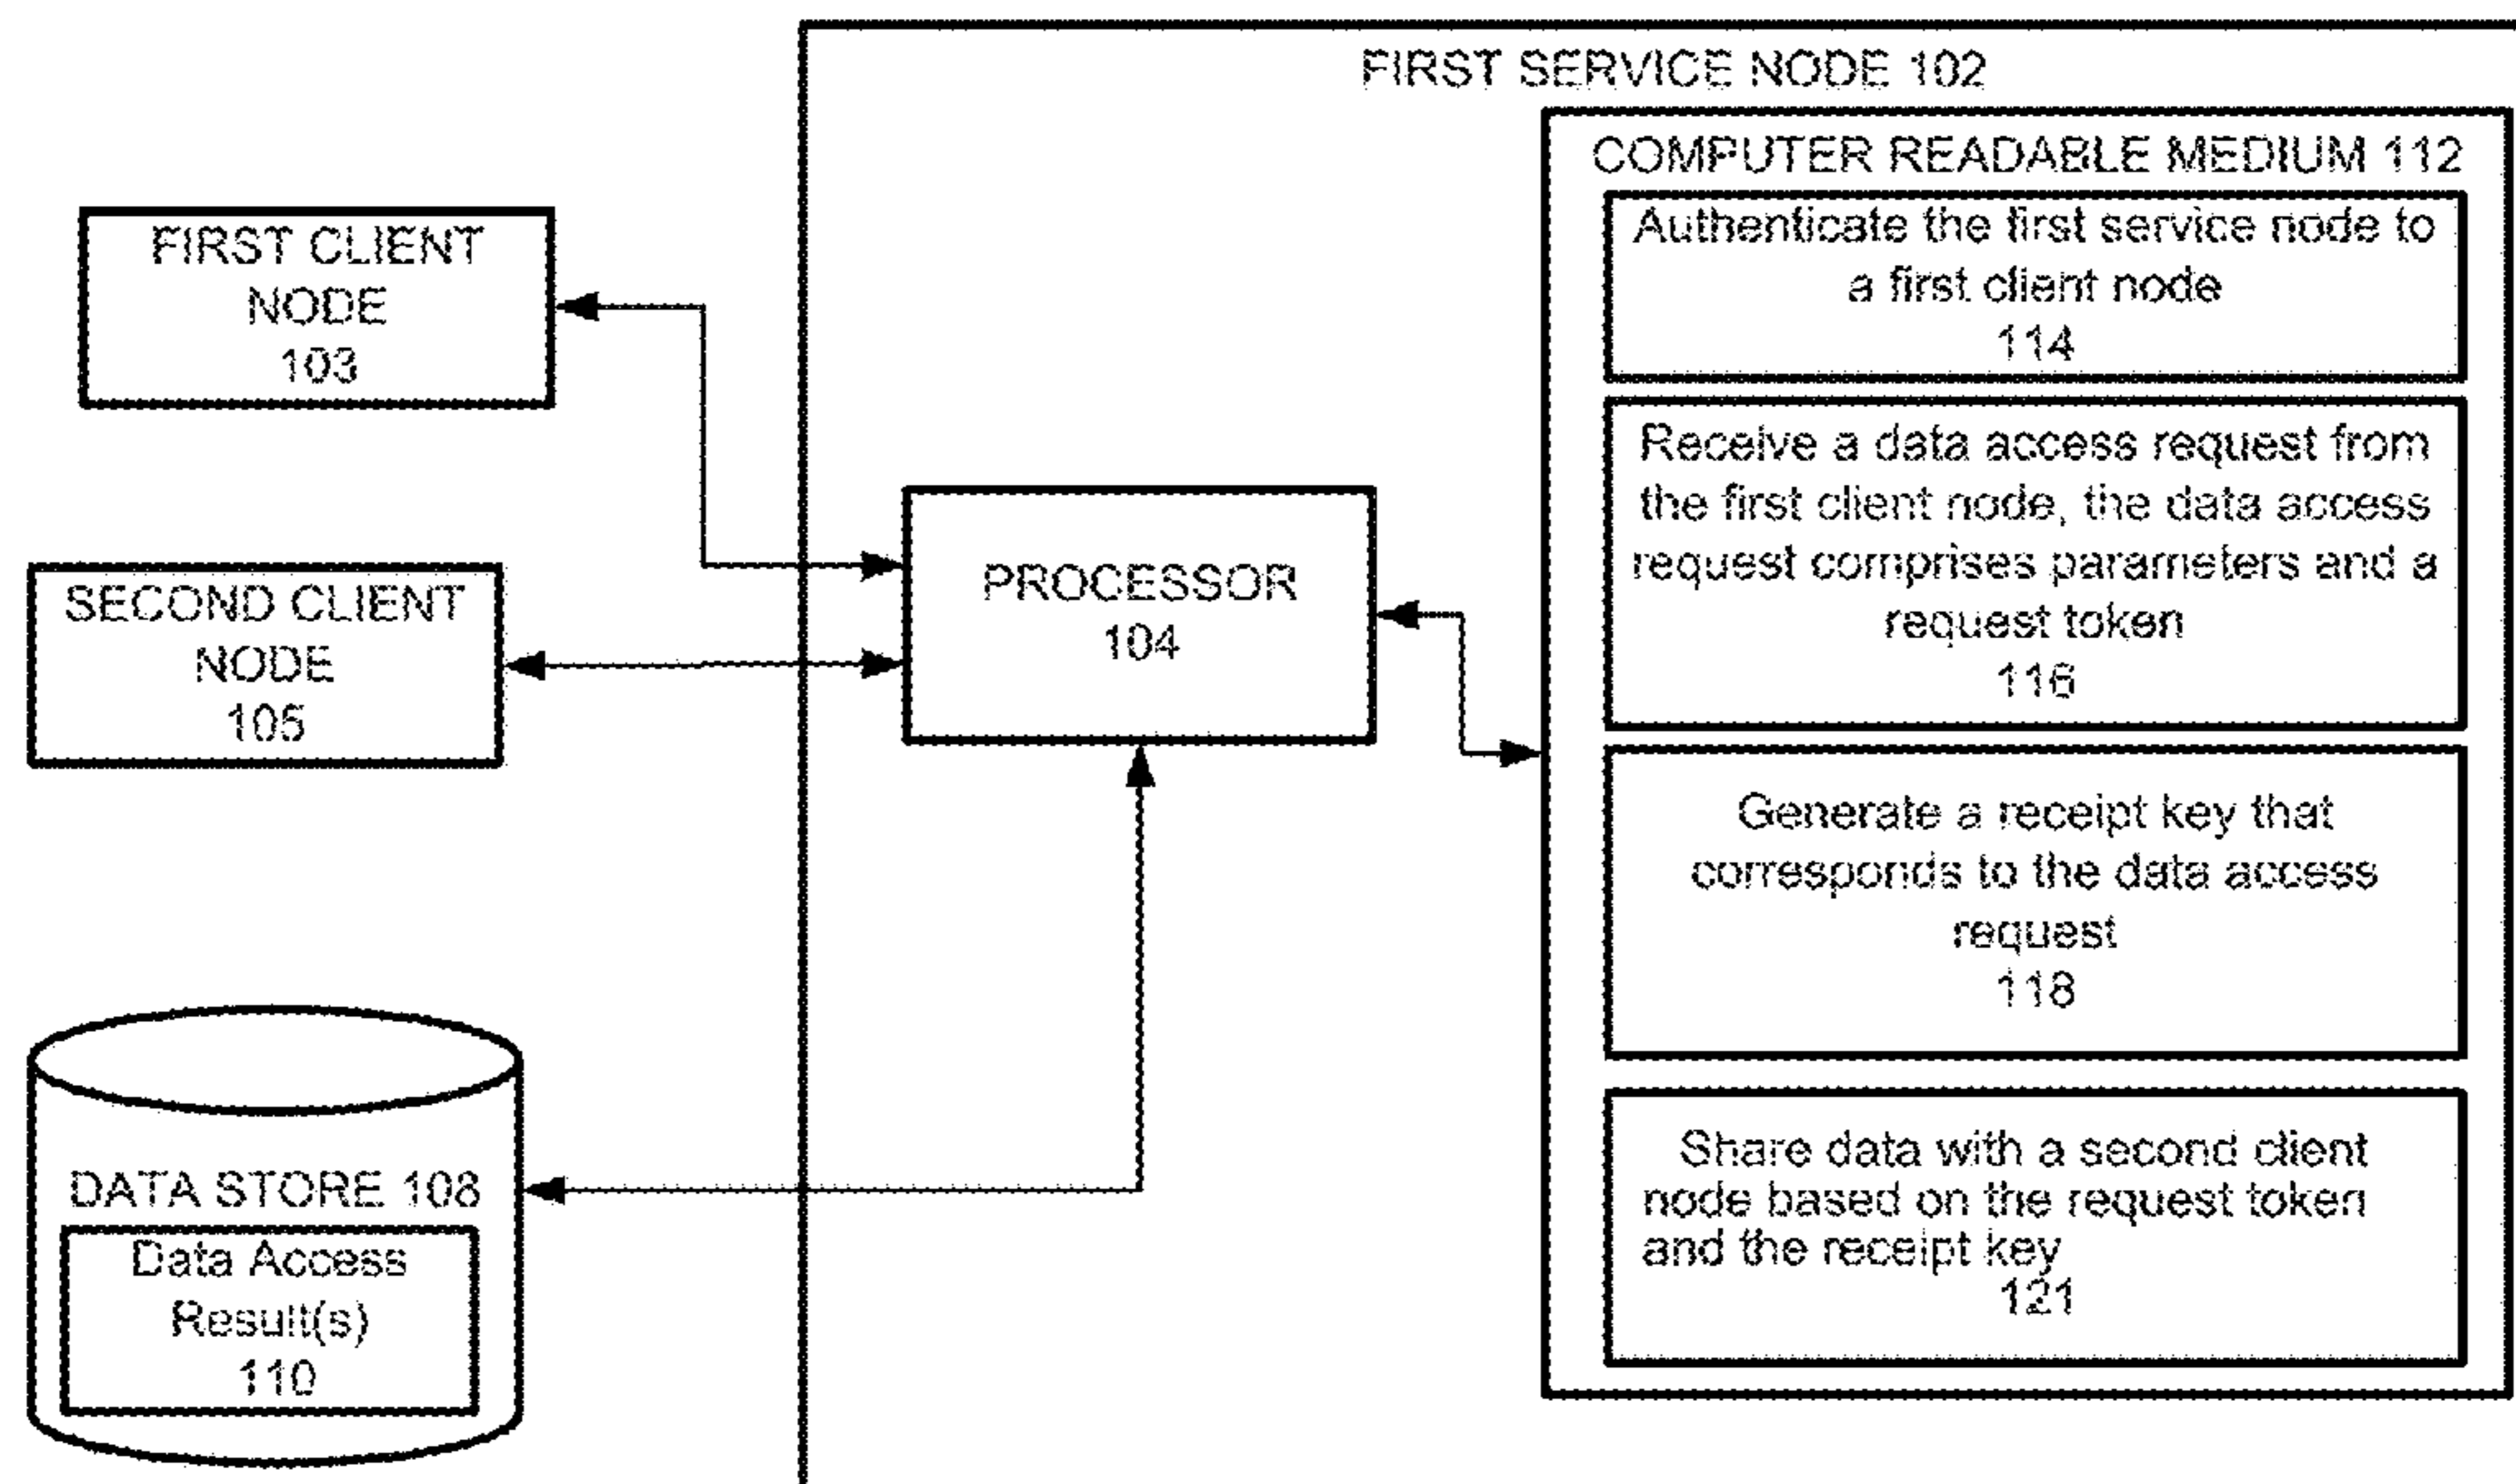 FIRST SERVICE NODE 102
COMPUTER READABLE MEDIUM 112
Authenticate the first service node to
a first client node
114
Receive a data access request from
the first client node, the data access
request comprises parameters and a
request token
116
Generate a receipt key that
corresponds to the data access
request
118
Share data with a second client
node based on the request token
and the receipt key
121
FIRST CLIENT
NODE
103
SECOND CLIENT
NODE
105
PROCESSOR
104
DATA STORE 108
Data Access
Result(s)
110